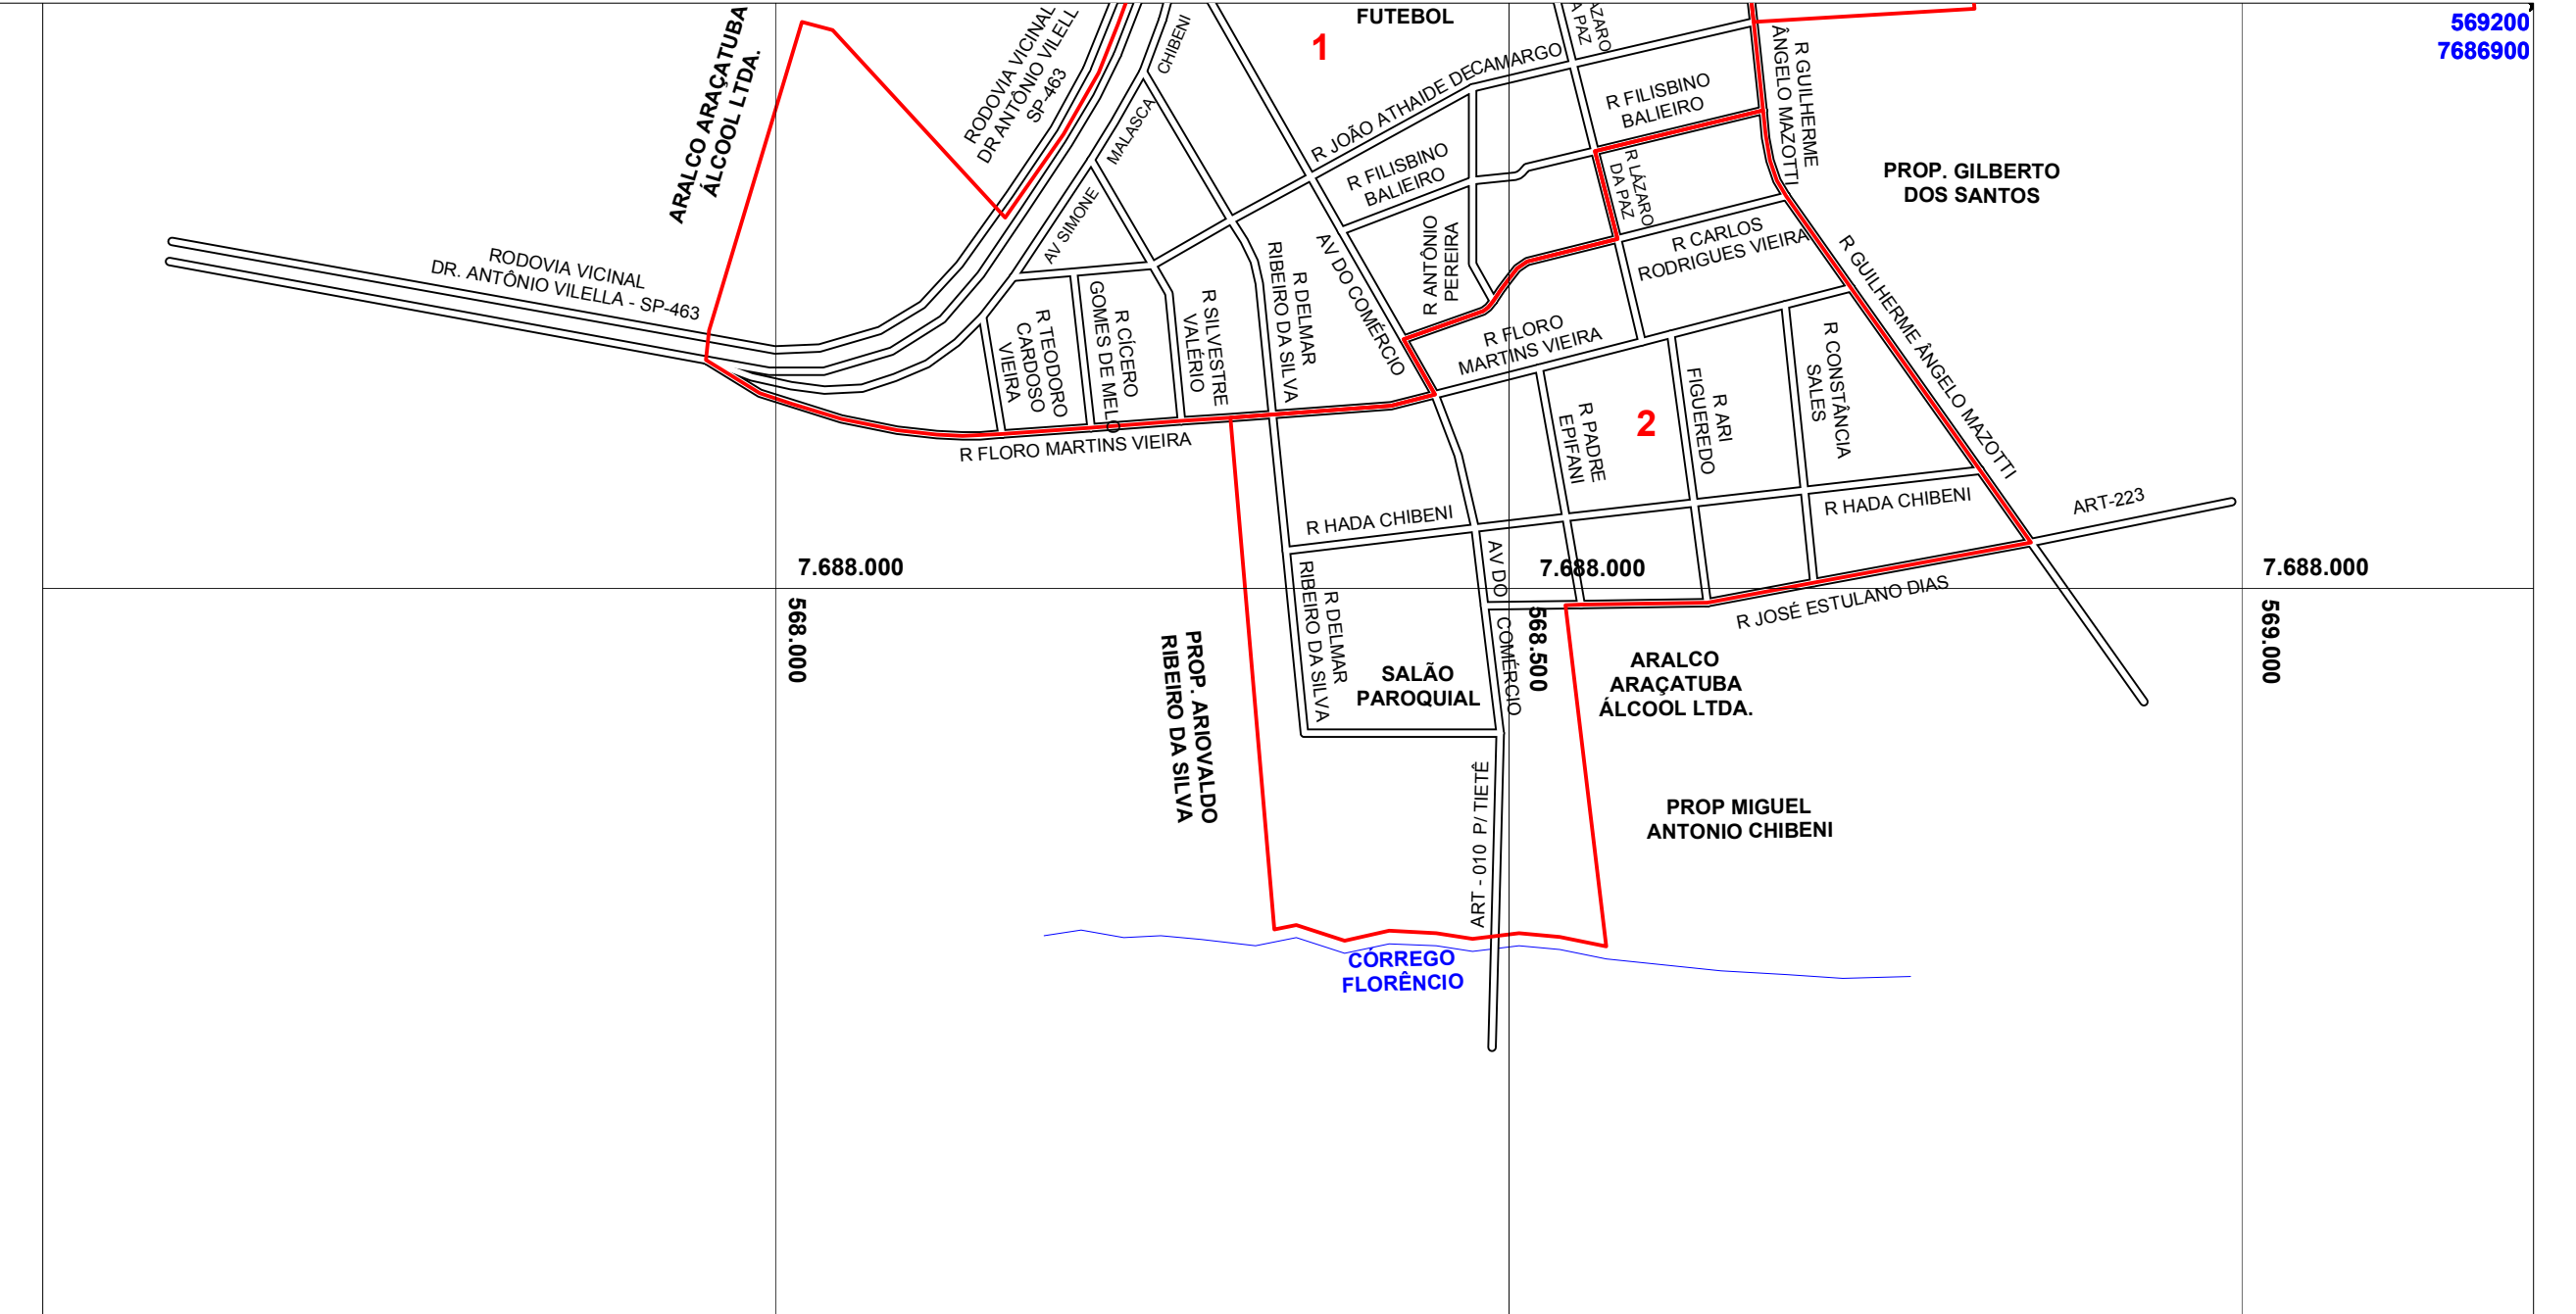 FUTEBOL
1
569200
7686900
ARALCO ARAÇATUBA
ÁLCOOL LTDA.
RODOVIA VICINAL
DR ANTÔNIO VILELL
SP-463
CHIBENI
MALASCA
AV SIMONE
R JOÃO ATHAIDE DE CAMARGO
ÁZARO
A PAZ
R FILISBINO
BALIEIRO
R GUILHERME
ÂNGELO MAZOTTI
PROP. GILBERTO
DOS SANTOS
R FILISBINO
BALIEIRO
R LÁZARO
DA PAZ
R ANTÔNIO
PEREIRA
R CARLOS
RODRIGUES VIEIRA
R GUILHERME ÂNGELO MAZOTTI
RODOVIA VICINAL
DR. ANTÔNIO VILELLA - SP-463
R TEODORO
CARDOSO
VIEIRA
R CÍCERO
GOMES DE MELO
R SILVESTRE
VALÉRIO
R DELMAR
RIBEIRO DA SILVA
AV DO COMÉRCIO
R FLORO
MARTINS VIEIRA
R FLORO MARTINS VIEIRA
R PADRE
EPIFANI
2
R ARI
FIGUEREDO
R CONSTÂNCIA
SALES
R HADA CHIBENI
R HADA CHIBENI
ART-223
7.688.000
7.688.000
7.688.000
568.000
568.500
569.000
AV DO
COMÉRCIO
R JOSÉ ESTULANO DIAS
R DELMAR
RIBEIRO DA SILVA
PROP. ARIOVALDO
RIBEIRO DA SILVA
SALÃO
PAROQUIAL
ARALCO
ARAÇATUBA
ÁLCOOL LTDA.
ART - 010 P/ TIETÊ
PROP MIGUEL
ANTONIO CHIBENI
CÓRREGO
FLORÊNCIO